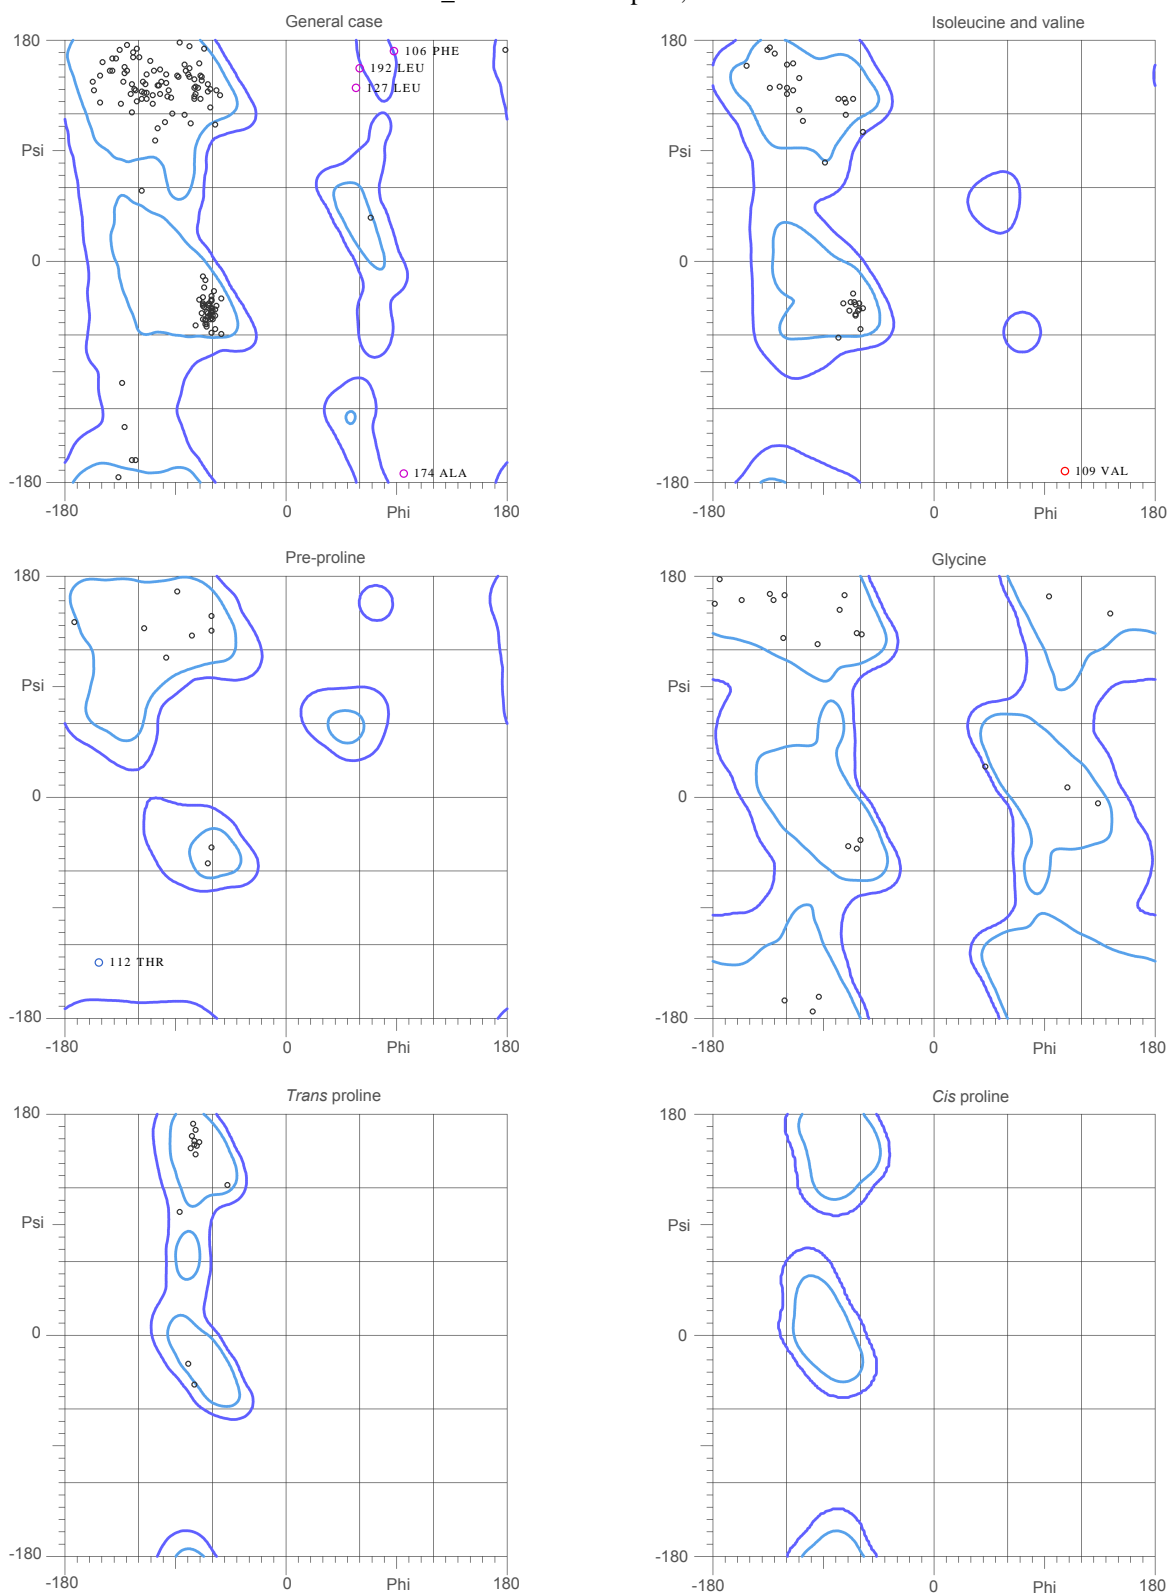 General case
Isoleucine and valine
180
106 PHE
192 LEU
127 LEU
Psi
0
174 ALA
-180
-180
0
Phi
180
180
Psi
0
109 VAL
-180
-180
0
Phi
180
Pre-proline
Glycine
180
Psi
0
112 THR
-180
-180
0
Phi
180
180
Psi
0
-180
-180
0
Phi
180
Trans proline
Cis proline
180
Psi
0
-180
-180
0
Phi
180
180
Psi
0
-180
-180
0
Phi
180